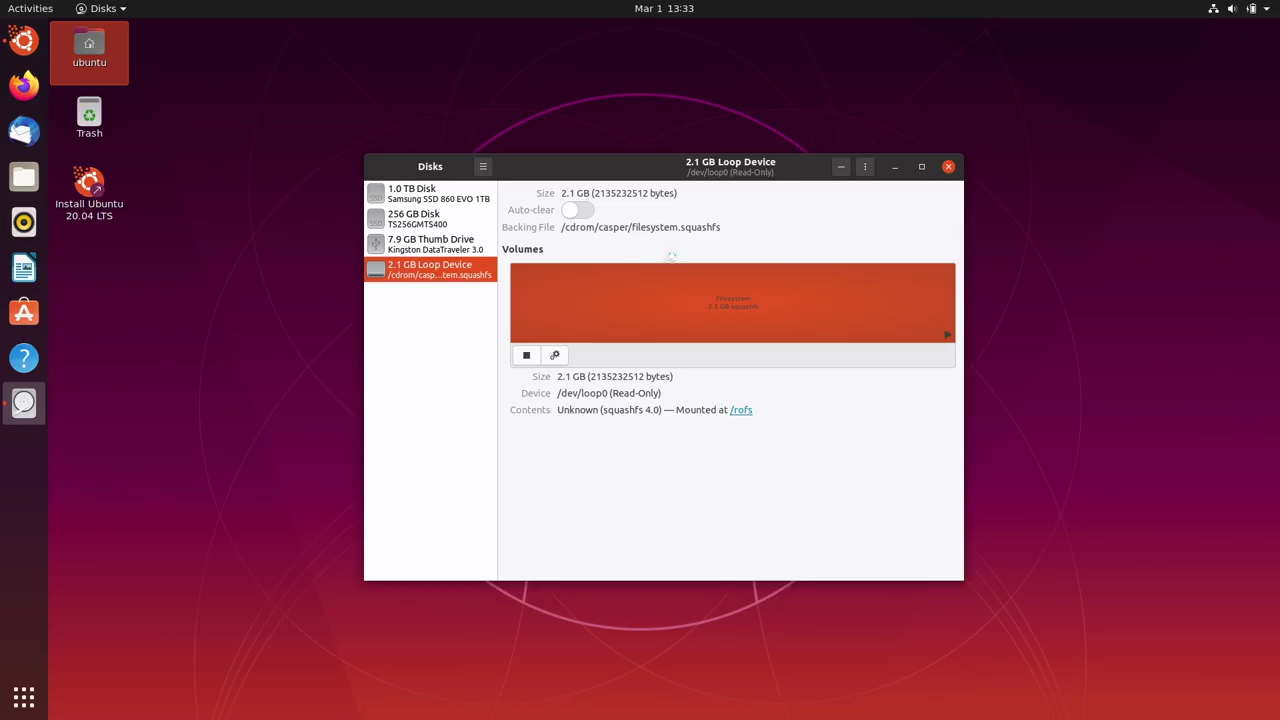 Activities
Disks
Mar 1 13:33
ubuntu
Trash
Install Ubuntu
20.04 LTS
Disks
2.1 GB Loop Device
/dev/loop0 (Read-Only)
1.0 TB Disk
Samsung SSD 860 EVO 1TB
SSD
256 GB Disk
TS256GMTS400
SSD
7.9 GB Thumb Drive
Kingston DataTraveler 3.0
2.1 GB Loop Device
/cdrom/casp...tem.squashfs
Size 2.1 GB (2135232512 bytes)
Auto-clear
Backing File /cdrom/casper/filesystem.squashfs
Volumes
Filesystem
2.1 GB squashfs
Size 2.1 GB (2135232512 bytes)
Device /dev/loop0 (Read-Only)
Contents Unknown (squashfs 4.0) — Mounted at /rofs